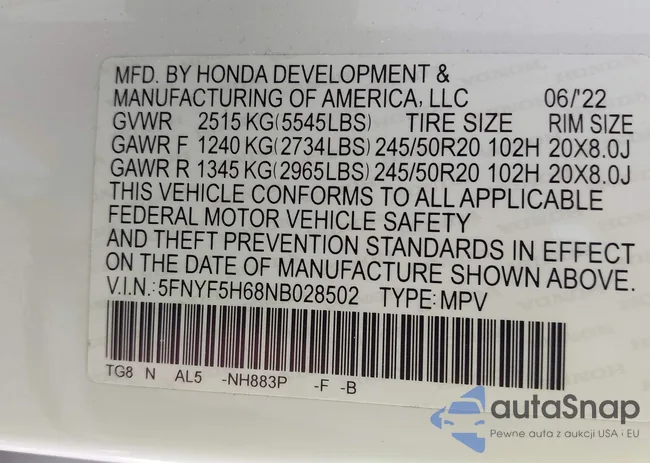 MFD. BY HONDA DEVELOPMENT &
MANUFACTURING OF AMERICA, LLC 06/'22
GVWR 2515 KG(5545LBS) TIRE SIZE RIM SIZE
GAWR F 1240 KG(2734LBS) 245/50R20 102H 20X8.0J
GAWR R 1345 KG(2965LBS) 245/50R20 102H 20X8.0J
THIS VEHICLE CONFORMS TO ALL APPLICABLE
FEDERAL MOTOR VEHICLE SAFETY
AND THEFT PREVENTION STANDARDS IN EFFECT
ON THE DATE OF MANUFACTURE SHOWN ABOVE.
V.I.N.:5FNYF5H68NB028502 TYPE:MPV
TG8 N AL5 -NH883P -F -B
autaSnap
Pewne auta z aukcji USA i EU